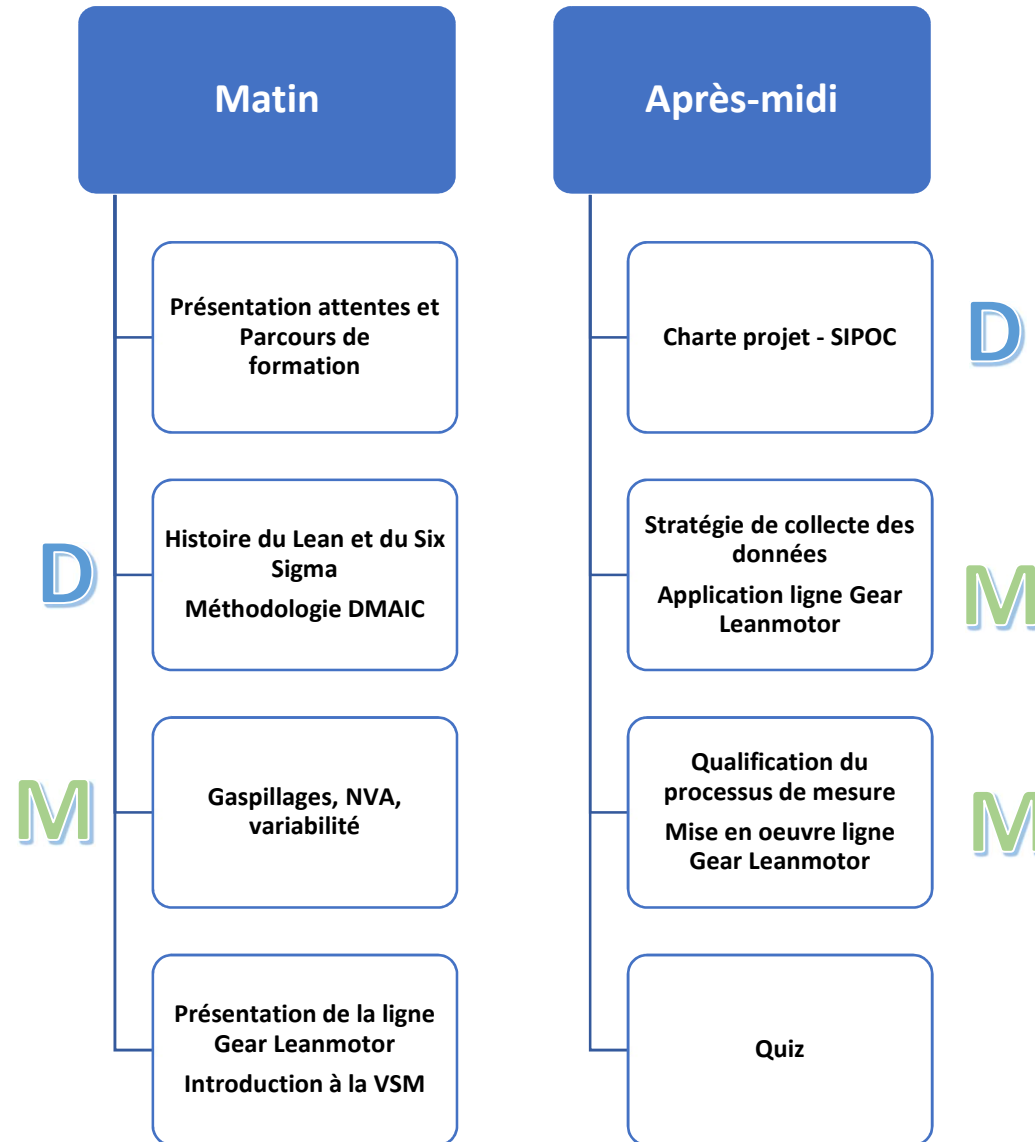 Matin
Présentation attentes et
Parcours de
formation
D
Histoire du Lean et du Six
Sigma
Méthodologie DMAIC
M
Gaspillages, NVA,
variabilité
Présentation de la ligne
Gear Leanmotor
Introduction à la VSM
Après-midi
Charte projet - SIPOC
D
Stratégie de collecte des
données
Application ligne Gear
Leanmotor
M
Qualification du
processus de mesure
Mise en oeuvre ligne
Gear Leanmotor
M
Quiz